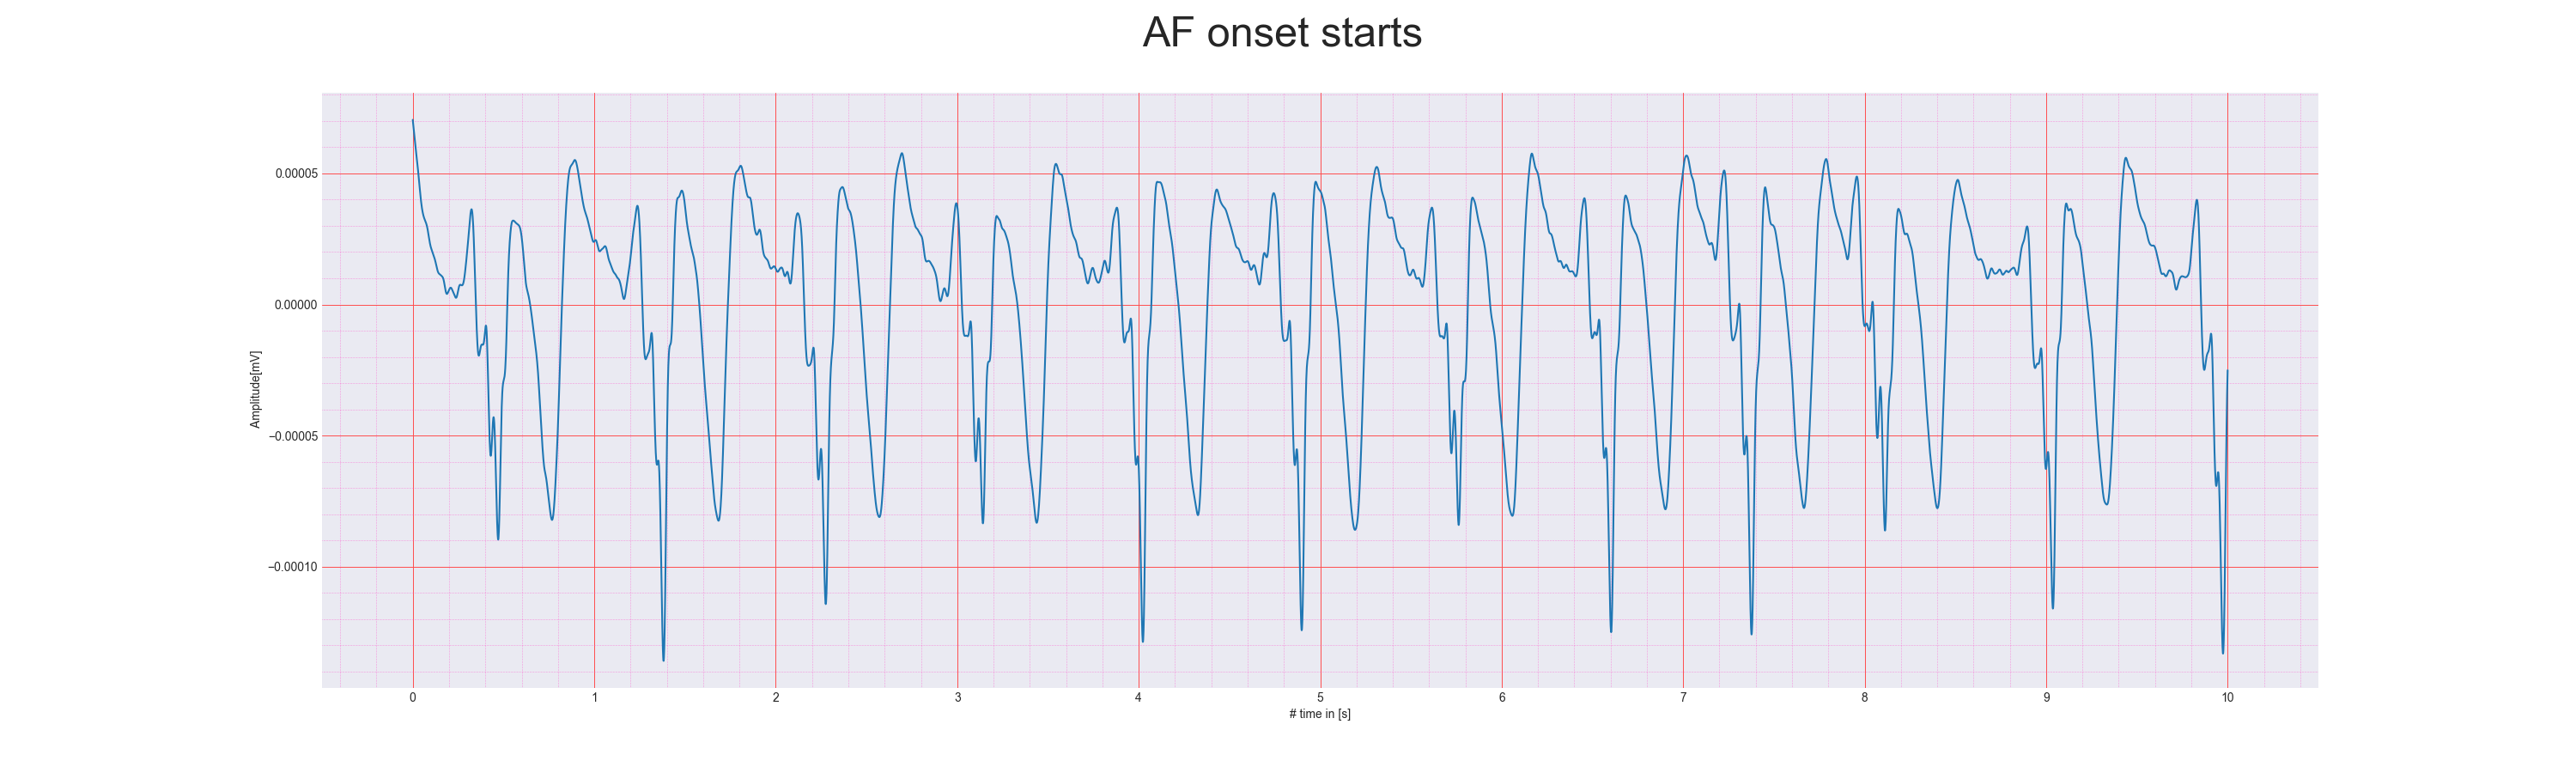 AF onset starts
0.00005
0.00000
−0.00005
−0.00010
Amplitude[mV]
0 1 2 3 4 5 6 7 8 9 10
# time in [s]